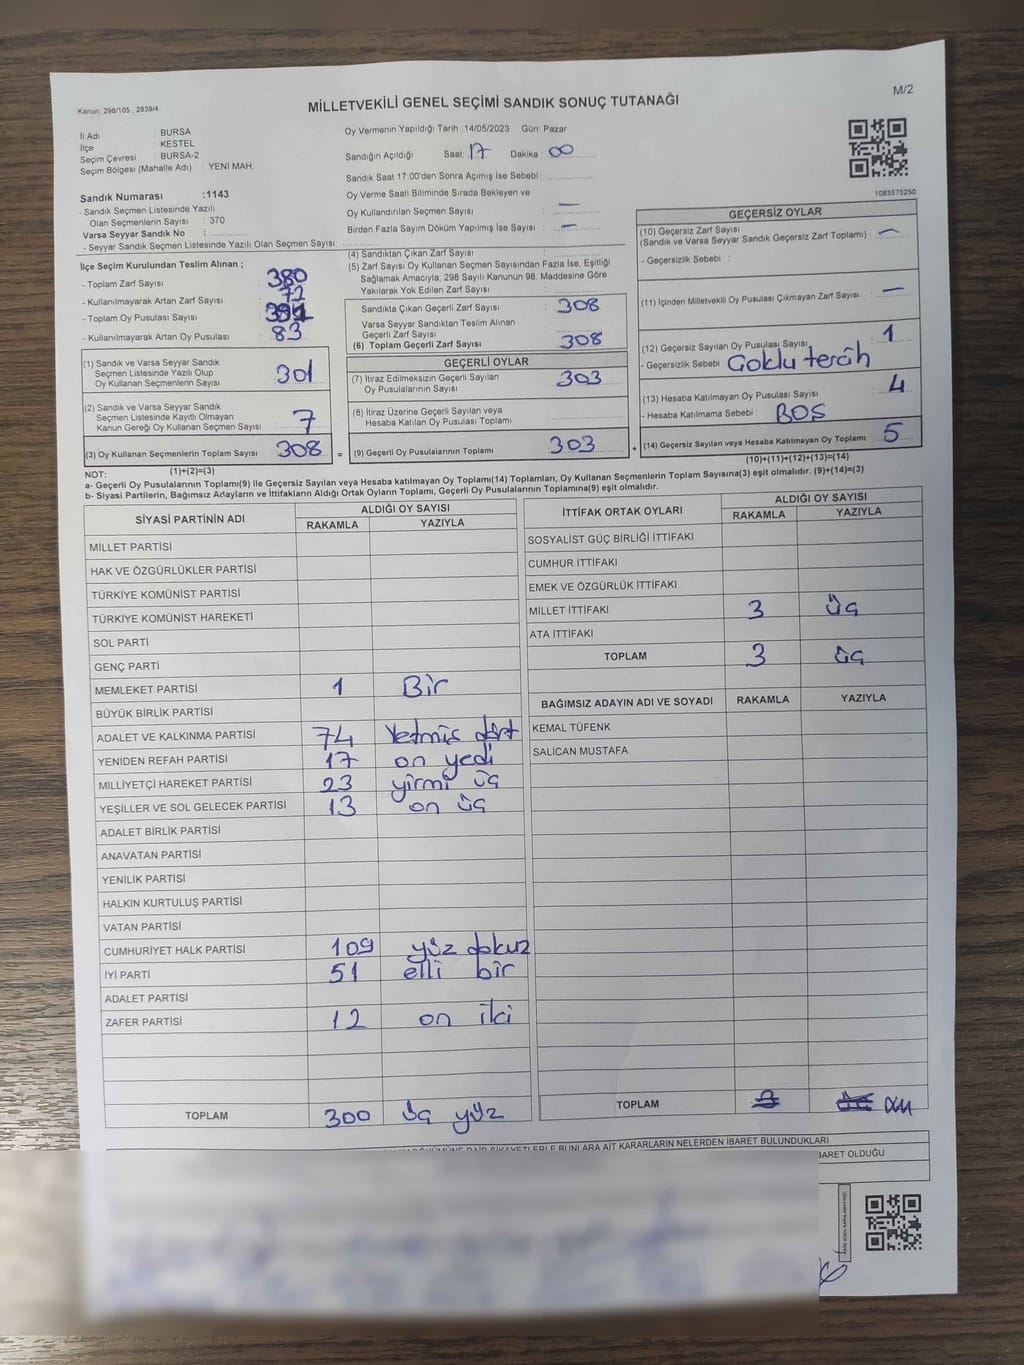 M/2
Kanun: 298/105 , 2839/4
MİLLETVEKİLİ GENEL SEÇİMİ SANDIK SONUÇ TUTANAĞI
İl Adı : BURSA
İlçe : KESTEL
Seçim Çevresi : BURSA-2
Seçim Bölgesi (Mahalle Adı) : YENİ MAH.
Oy Vermenin Yapıldığı Tarih :14/05/2023 Gün: Pazar
Sandığın Açıldığı Saat: 17 Dakika : 00
Sandık Saat 17:00'den Sonra Açımış İse Sebebi :
Oy Verme Saati Bitiminde Sırada Bekleyen ve
Oy Kullandırılan Seçmen Sayısı : —
Birden Fazla Sayım Döküm Yapılmış İse Sayısı : —
1083575250
Sandık Numarası :1143
- Sandık Seçmen Listesinde Yazılı
Olan Seçmenlerin Sayısı : 370
Varsa Seyyar Sandık No :
- Seyyar Sandık Seçmen Listesinde Yazılı Olan Seçmen Sayısı:
İlçe Seçim Kurulundan Teslim Alınan ;
- Toplam Zarf Sayısı : 380
- Kullanılmayarak Artan Zarf Sayısı : 72
- Toplam Oy Pusulası Sayısı :
- Kullanılmayarak Artan Oy Pusulası : 83
(1) Sandık ve Varsa Seyyar Sandık
Seçmen Listesinde Yazılı Olup
Oy Kullanan Seçmenlerin Sayısı : 301
(2) Sandık ve Varsa Seyyar Sandık
Seçmen Listesinde Kayıtlı Olmayan
Kanun Gereği Oy Kullanan Seçmen Sayısı : 7
(3) Oy Kullanan Seçmenlerin Toplam Sayısı : 308
(1)+(2)=(3)
(4) Sandıktan Çıkan Zarf Sayısı :
(5) Zarf Sayısı Oy Kullanan Seçmen Sayısından Fazla İse, Eşitliği
Sağlamak Amacıyla, 298 Sayılı Kanunun 98. Maddesine Göre
Yakılarak Yok Edilen Zarf Sayısı :
Sandıkta Çıkan Geçerli Zarf Sayısı : 308
Varsa Seyyar Sandıktan Teslim Alınan
Geçerli Zarf Sayısı :
(6) Toplam Geçerli Zarf Sayısı : 308
GEÇERLİ OYLAR
(7) İtiraz Edilmeksizin Geçerli Sayılan
Oy Pusulalarının Sayısı : 303
(8) İtiraz Üzerine Geçerli Sayılan veya
Hesaba Katılan Oy Pusulası Toplamı :
= (9) Geçerli Oy Pusulalarının Toplamı : 303
GEÇERSİZ OYLAR
(10) Geçersiz Zarf Sayısı
(Sandık ve Varsa Seyyar Sandık Geçersiz Zarf Toplamı) : —
- Geçersizlik Sebebi :
(11) İçinden Milletvekili Oy Pusulası Çıkmayan Zarf Sayısı : —
(12) Geçersiz Sayılan Oy Pusulası Sayısı : 1
- Geçersizlik Sebebi : Çoklu tercih
(13) Hesaba Katılmayan Oy Pusulası Sayısı : 4
- Hesaba Katılmama Sebebi : BOŞ
+ (14) Geçersiz Sayılan veya Hesaba Katılmayan Oy Toplamı : 5
(10)+(11)+(12)+(13)=(14)
NOT:
a- Geçerli Oy Pusulalarının Toplamı(9) ile Geçersiz Sayılan veya Hesaba katılmayan Oy Toplamı(14) Toplamları, Oy Kullanan Seçmenlerin Toplam Sayısına(3) eşit olmalıdır. (9)+(14)=(3)
b- Siyasi Partilerin, Bağımsız Adayların ve İttifakların Aldığı Ortak Oyların Toplamı, Geçerli Oy Pusulalarının Toplamına(9) eşit olmalıdır.
SİYASİ PARTİNİN ADI ALDIĞI OY SAYISI
RAKAMLA YAZIYLA
MİLLET PARTİSİ
HAK VE ÖZGÜRLÜKLER PARTİSİ
TÜRKİYE KOMÜNİST PARTİSİ
TÜRKİYE KOMÜNİST HAREKETİ
SOL PARTİ
GENÇ PARTİ
MEMLEKET PARTİSİ 1 Bir
BÜYÜK BİRLİK PARTİSİ
ADALET VE KALKINMA PARTİSİ 74 Yetmiş dört
YENİDEN REFAH PARTİSİ 17 on yedi
MİLLİYETÇİ HAREKET PARTİSİ 23 yirmi üç
YEŞİLLER VE SOL GELECEK PARTİSİ 13 on üç
ADALET BİRLİK PARTİSİ
ANAVATAN PARTİSİ
YENİLİK PARTİSİ
HALKIN KURTULUŞ PARTİSİ
VATAN PARTİSİ
CUMHURİYET HALK PARTİSİ 109 yüz dokuz
İYİ PARTİ 51 elli bir
ADALET PARTİSİ
ZAFER PARTİSİ 12 on iki
TOPLAM 300 üç yüz
İTTİFAK ORTAK OYLARI ALDIĞI OY SAYISI
RAKAMLA YAZIYLA
SOSYALİST GÜÇ BİRLİĞİ İTTİFAKI
CUMHUR İTTİFAKI
EMEK VE ÖZGÜRLÜK İTTİFAKI
MİLLET İTTİFAKI 3 üç
ATA İTTİFAKI
TOPLAM 3 üç
BAĞIMSIZ ADAYIN ADI VE SOYADI RAKAMLA YAZIYLA
KEMAL TÜFENK
SALİCAN MUSTAFA
TOPLAM
BARET OLDUĞU